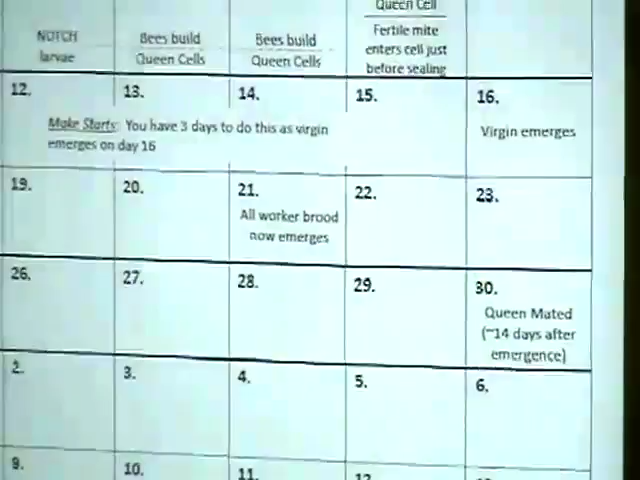 Queen Cell
NOTCH
larvae
Bees build
Queen Cells
Bees build
Queen Cells
Fertile mite
enters cell just
before sealing
12.
13.
14.
15.
16.
Make Starts: You have 3 days to do this as virgin
emerges on day 16
Virgin emerges
19.
20.
21.
All worker brood
now emerges
22.
23.
26.
27.
28.
29.
30.
Queen Mated
(~14 days after
emergence)
2.
3.
4.
5.
6.
9.
10.
11.
12.